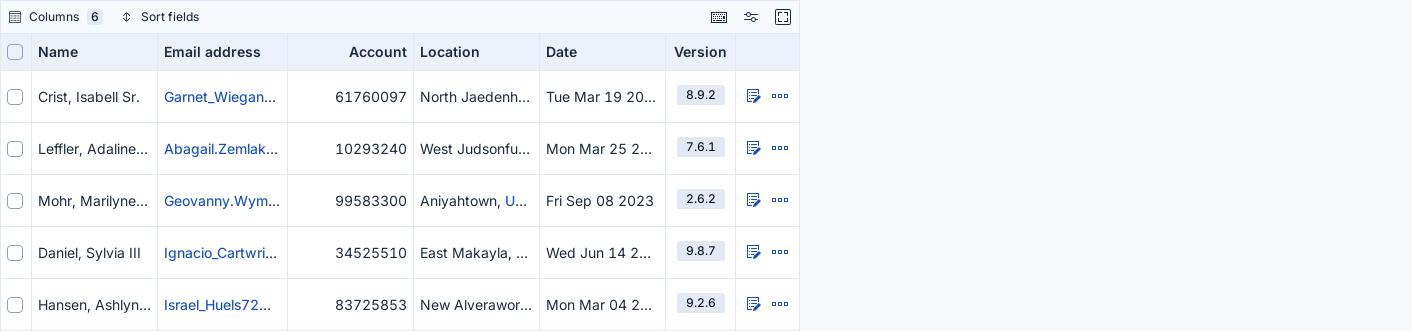 Columns 6 Sort fields
Name Email address Account Location Date Version
Crist, Isabell Sr. Garnet_Wiegan... 61760097 North Jaedenh... Tue Mar 19 20... 8.9.2
Leffler, Adaline... Abagail.Zemlak... 10293240 West Judsonfu... Mon Mar 25 2... 7.6.1
Mohr, Marilyne... Geovanny.Wym... 99583300 Aniyahtown, U... Fri Sep 08 2023 2.6.2
Daniel, Sylvia III Ignacio_Cartwri... 34525510 East Makayla, ... Wed Jun 14 2... 9.8.7
Hansen, Ashlyn... Israel_Huels72... 83725853 New Alverawor... Mon Mar 04 2... 9.2.6